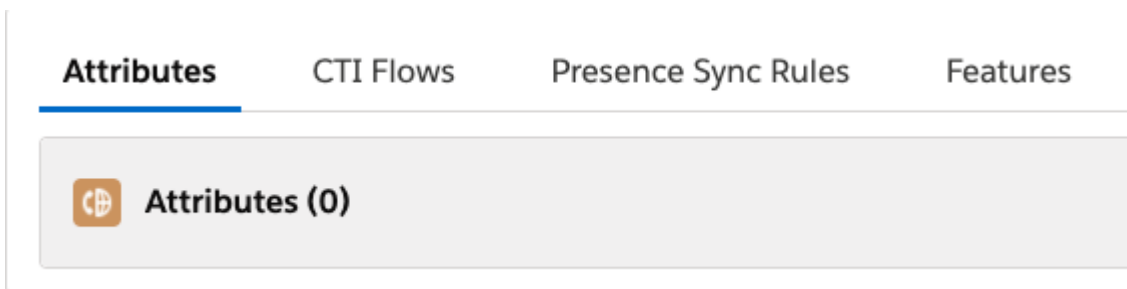 Attributes CTI Flows Presence Sync Rules Features
Attributes (0)